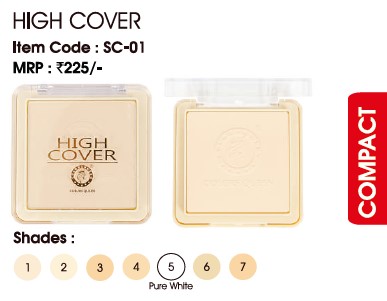 HIGH COVER
Item Code : SC-01
MRP : ₹225/-
HIGH
COVER
COMPACT
Shades :
1 2 3 4 5 6 7
Pure White